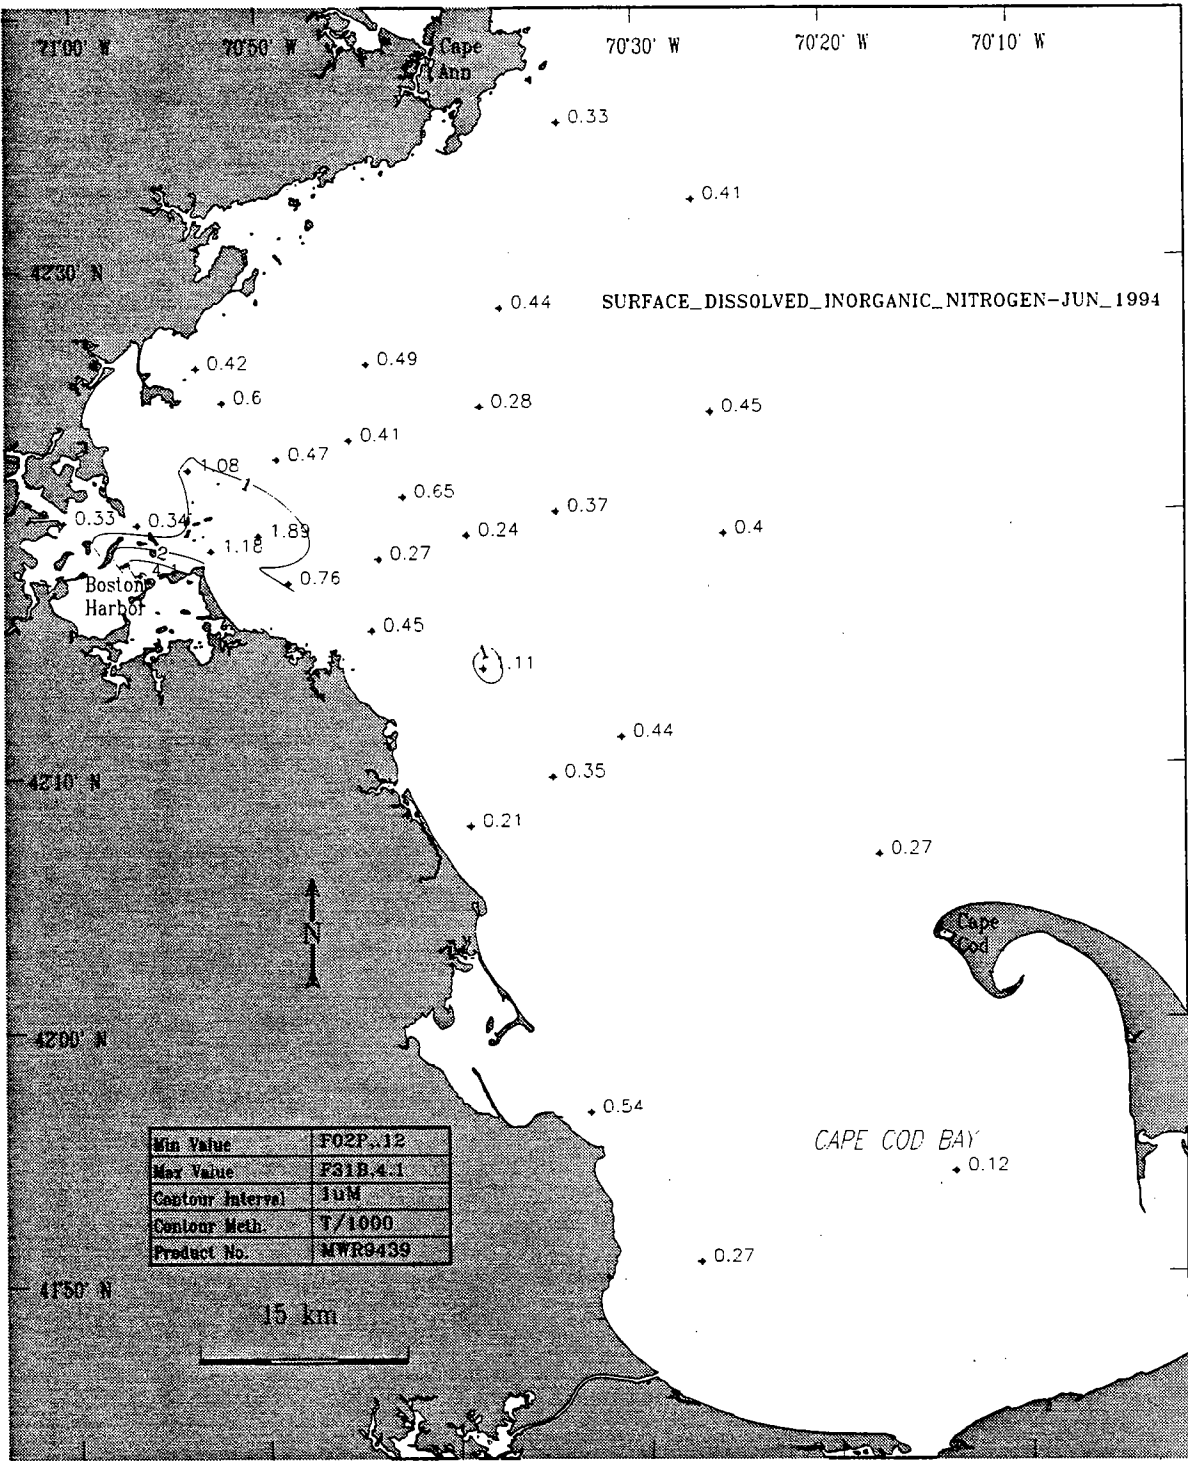 71°00' W 70°50' W 70°30' W 70°20' W 70°10' W
Cape
Ann
0.33
0.41
42°30' N
0.44
SURFACE_DISSOLVED_INORGANIC_NITROGEN-JUN_1994
0.42
0.49
0.6
0.28
0.45
0.41
0.47
1.08
1
0.65
0.37
0.33
0.34
1.89
0.24
0.4
2
1.18
0.27
4.1
0.76
Boston
Harbor
0.45
1.11
0.44
42°10' N
0.35
0.21
0.27
N
Cape
Cod
42°00' N
0.54
CAPE COD BAY
0.12
Min Value F02P,.12
Max Value F31B,4.1
Contour Interval 1uM
Contour Meth. T/1000
Product No. MWR9439
0.27
41°50' N
15 km